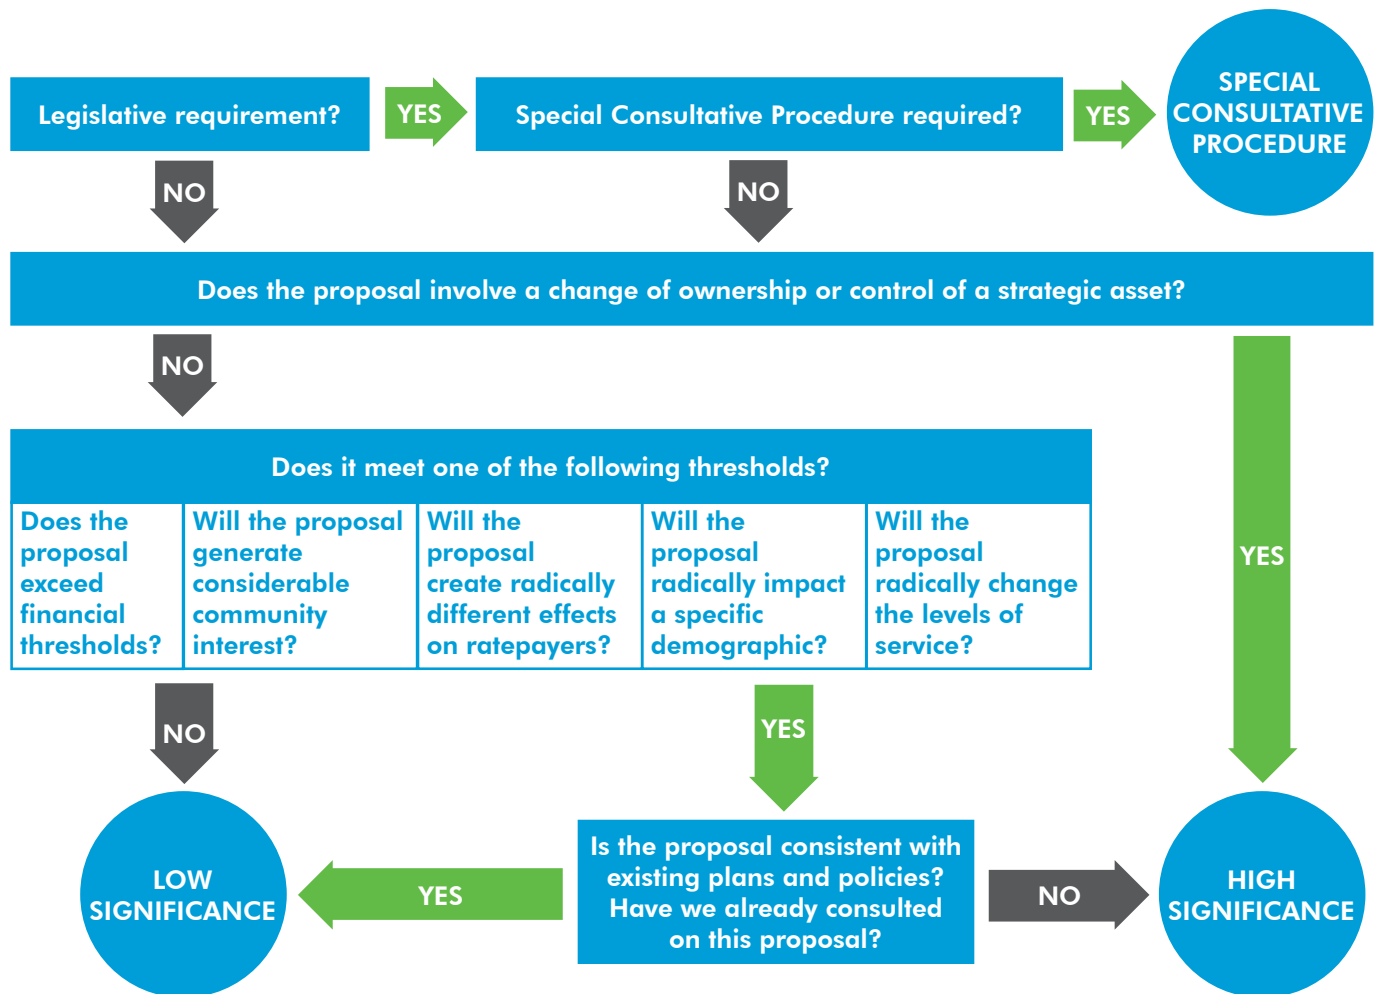 Legislative requirement?
YES
Special Consultative Procedure required?
YES
SPECIAL
CONSULTATIVE
PROCEDURE
NO
NO
Does the proposal involve a change of ownership or control of a strategic asset?
NO
YES
Does it meet one of the following thresholds?
Does the
proposal
exceed
financial
thresholds?
Will the proposal
generate
considerable
community
interest?
Will the
proposal
create radically
different effects
on ratepayers?
Will the
proposal
radically impact
a specific
demographic?
Will the
proposal
radically change
the levels of
service?
NO
YES
LOW
SIGNIFICANCE
YES
Is the proposal consistent with
existing plans and policies?
Have we already consulted
on this proposal?
NO
HIGH
SIGNIFICANCE